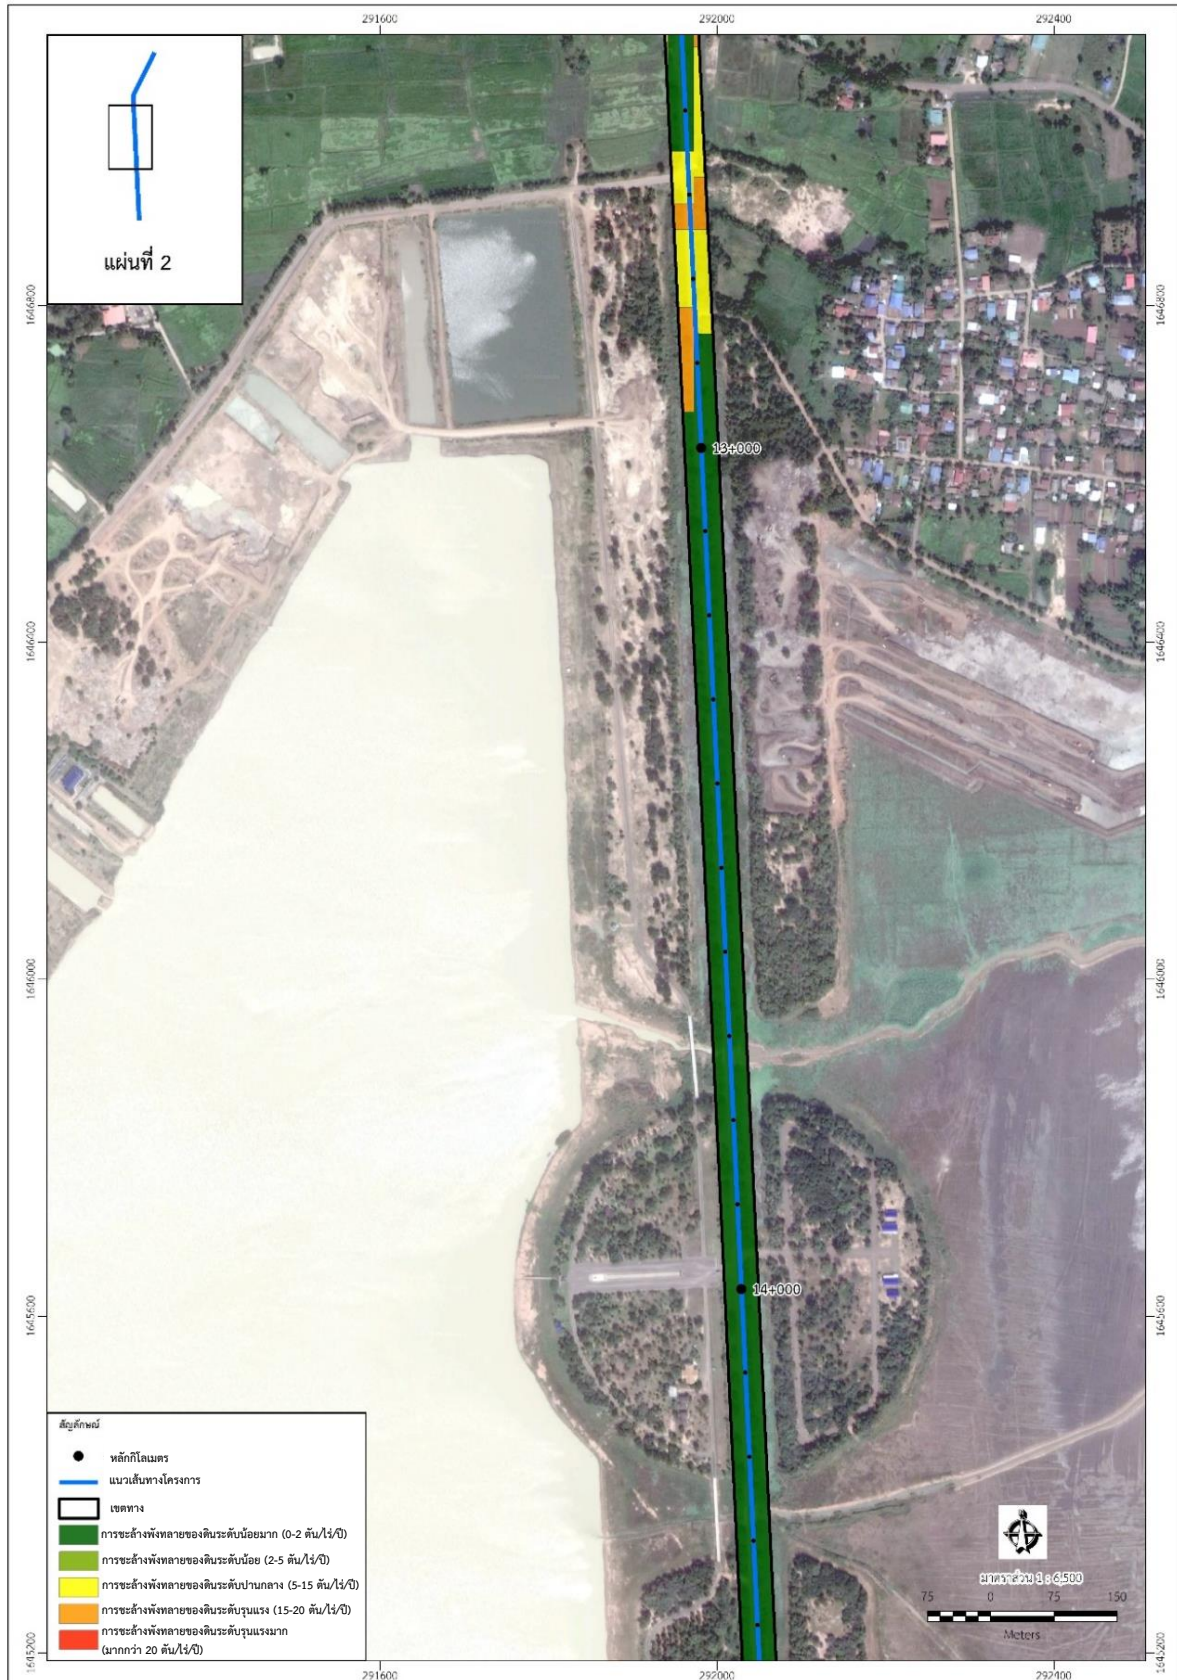 291600
292000
292400
แผ่นที่ 2
1646800
1646800
13+000
1646400
1646400
1646000
1646000
14+000
1645600
1645600
สัญลักษณ์
หลักกิโลเมตร
แนวเส้นทางโครงการ
เขตทาง
การชะล้างพังทลายของดินระดับน้อยมาก (0-2 ตัน/ไร่/ปี)
การชะล้างพังทลายของดินระดับน้อย (2-5 ตัน/ไร่/ปี)
การชะล้างพังทลายของดินระดับปานกลาง (5-15 ตัน/ไร่/ปี)
การชะล้างพังทลายของดินระดับรุนแรง (15-20 ตัน/ไร่/ปี)
การชะล้างพังทลายของดินระดับรุนแรงมาก
(มากกว่า 20 ตัน/ไร่/ปี)
มาตราส่วน 1 : 6,500
75 0 75 150
Meters
1645200
1645200
291600
292000
292400